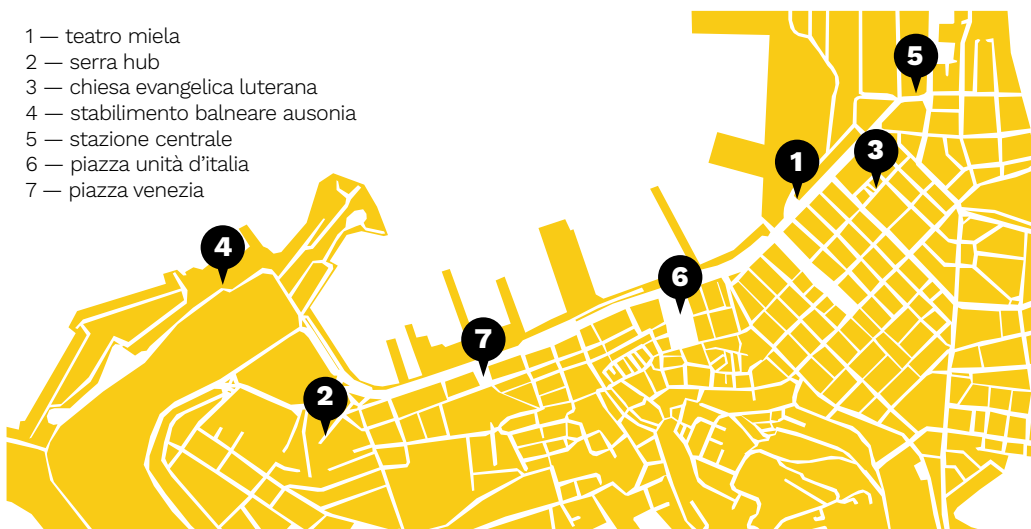 1 — teatro miela
2 — serra hub
3 — chiesa evangelica luterana
4 — stabilimento balneare ausonia
5 — stazione centrale
6 — piazza unità d'italia
7 — piazza venezia
5
1
3
4
6
7
2